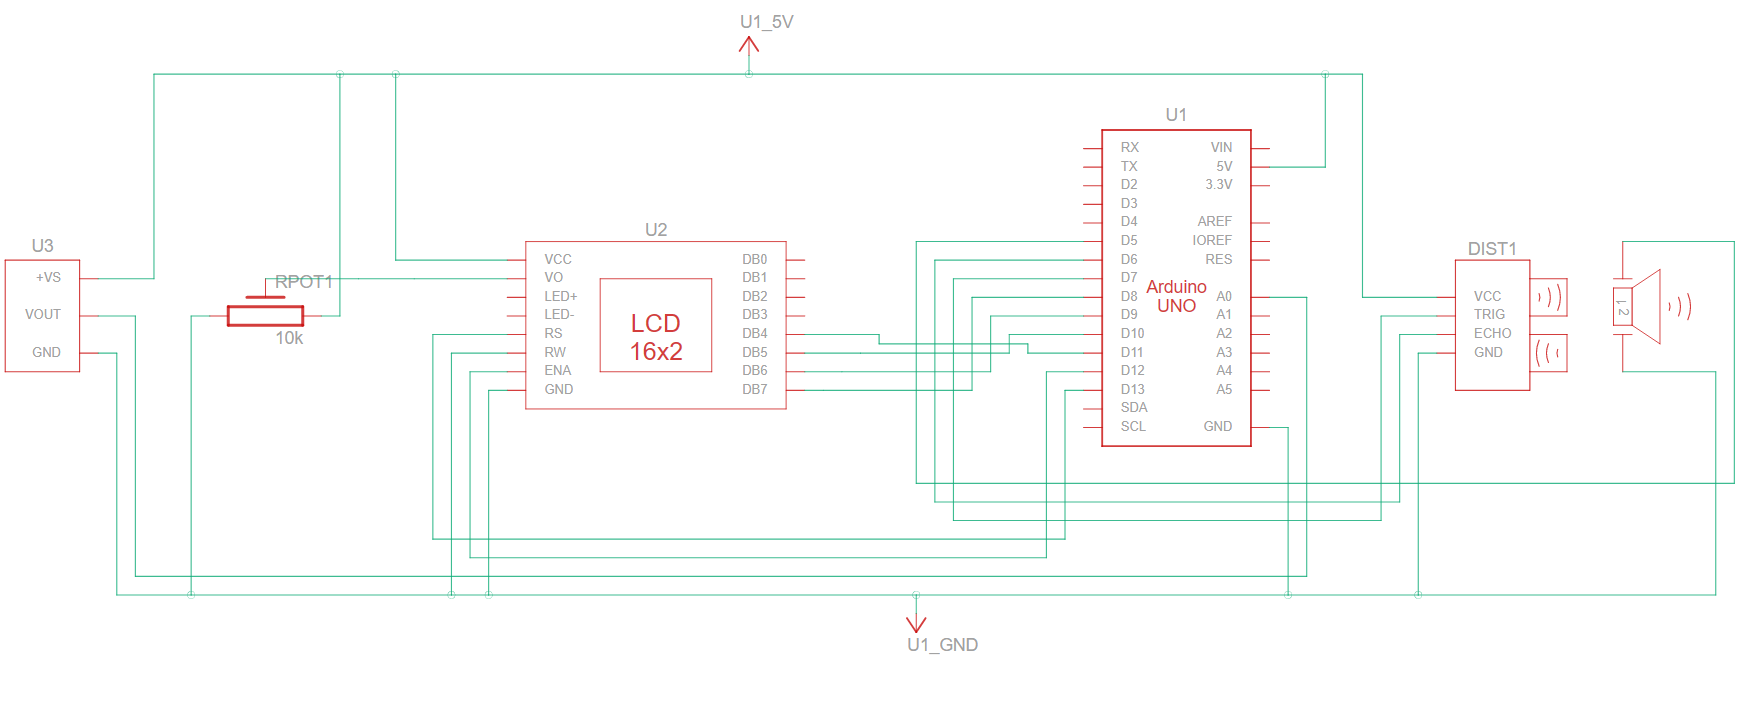 U1_5V
U1
RX
TX
D2
D3
D4
D5
D6
D7
D8
D9
D10
D11
D12
D13
SDA
SCL
VIN
5V
3.3V
AREF
IOREF
RES
A0
A1
A2
A3
A4
A5
GND
Arduino
UNO
U3
+VS
VOUT
GND
RPOT1
10k
U2
VCC
VO
LED+
LED-
RS
RW
ENA
GND
LCD
16x2
DB0
DB1
DB2
DB3
DB4
DB5
DB6
DB7
DIST1
VCC
TRIG
ECHO
GND
1
2
U1_GND